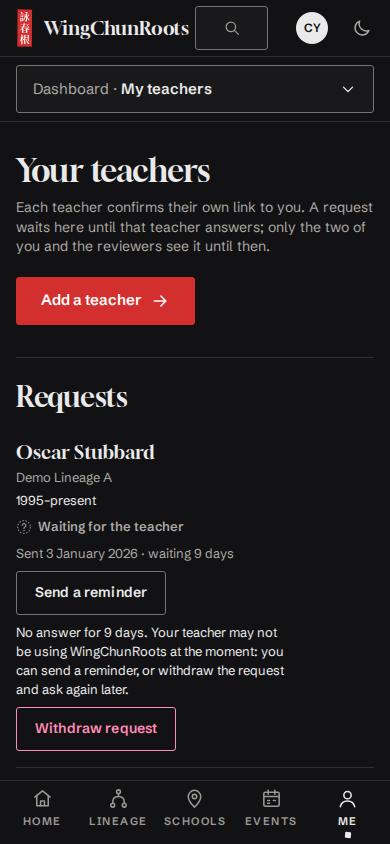 詠春根 WingChunRoots CY
Dashboard · My teachers
Your teachers
Each teacher confirms their own link to you. A request
waits here until that teacher answers; only the two of
you and the reviewers see it until then.
Add a teacher →
Requests
Oscar Stubbard
Demo Lineage A
1995–present
Waiting for the teacher
Sent 3 January 2026 · waiting 9 days
Send a reminder
No answer for 9 days. Your teacher may not
be using WingChunRoots at the moment: you
can send a reminder, or withdraw the request
and ask again later.
Withdraw request
HOME LINEAGE SCHOOLS EVENTS ME